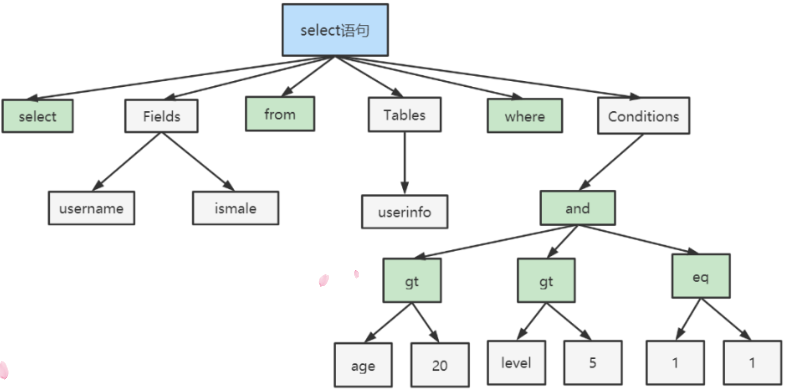 select语句
select
Fields
from
Tables
where
Conditions
username
ismale
userinfo
and
gt
gt
eq
age
20
level
5
1
1